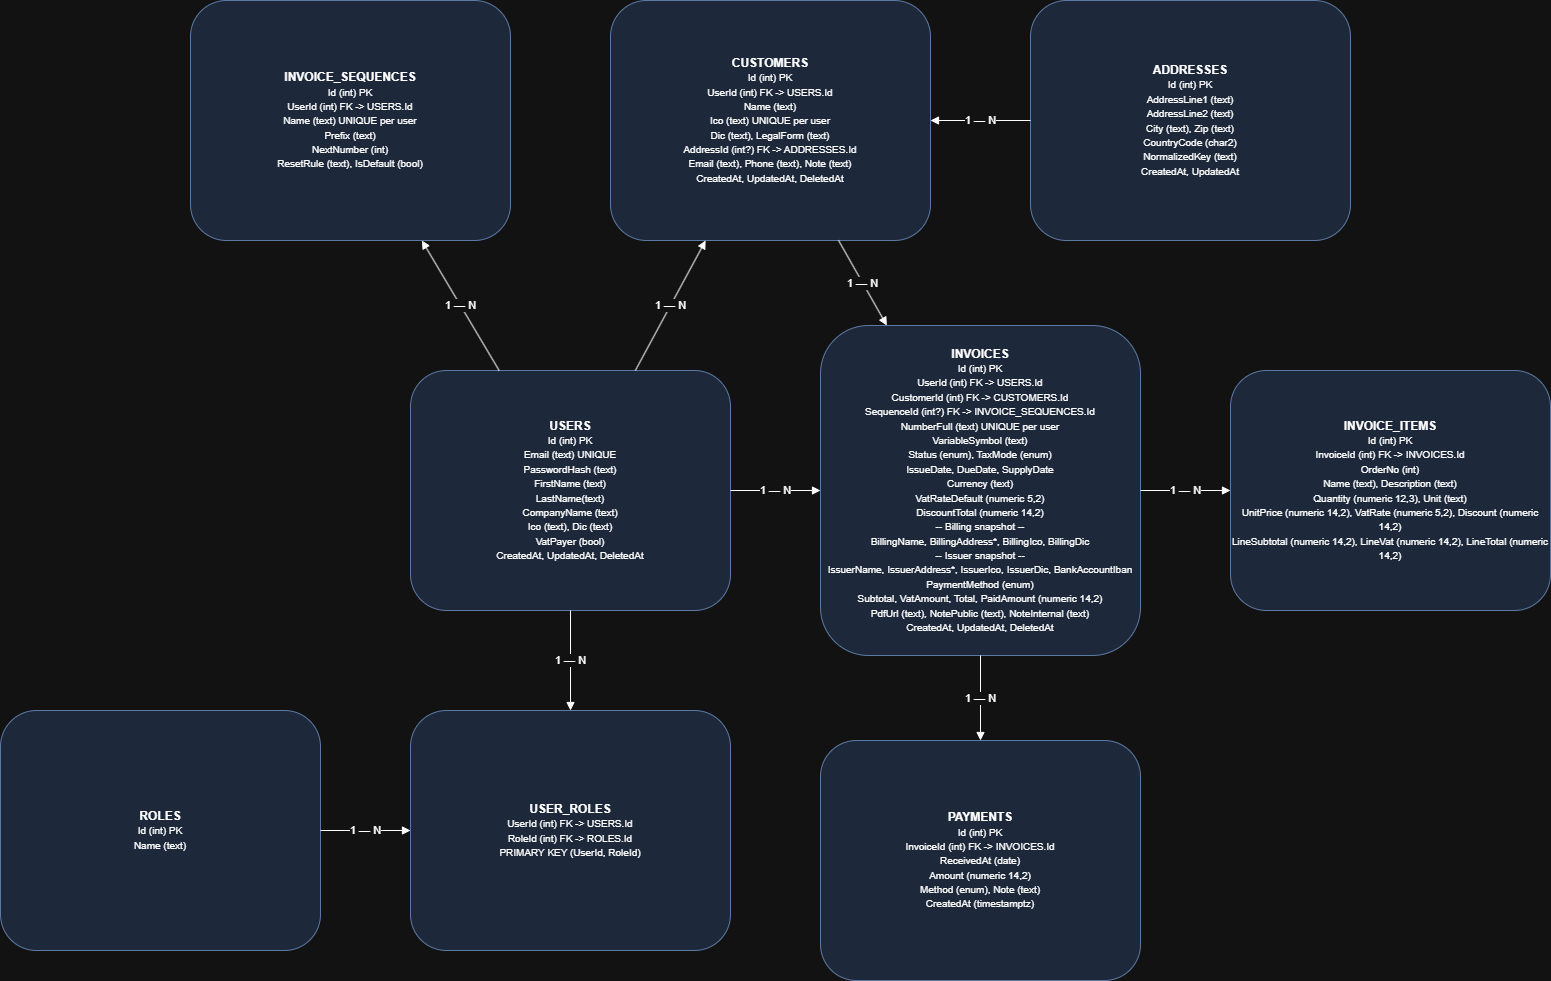 INVOICE_SEQUENCES
Id (int) PK
UserId (int) FK -> USERS.Id
Name (text) UNIQUE per user
Prefix (text)
NextNumber (int)
ResetRule (text), IsDefault (bool)
CUSTOMERS
Id (int) PK
UserId (int) FK -> USERS.Id
Name (text)
Ico (text) UNIQUE per user
Dic (text), LegalForm (text)
AddressId (int?) FK -> ADDRESSES.Id
Email (text), Phone (text), Note (text)
CreatedAt, UpdatedAt, DeletedAt
1 — N
ADDRESSES
Id (int) PK
AddressLine1 (text)
AddressLine2 (text)
City (text), Zip (text)
CountryCode (char2)
NormalizedKey (text)
CreatedAt, UpdatedAt
1 — N
1 — N
1 — N
USERS
Id (int) PK
Email (text) UNIQUE
PasswordHash (text)
FirstName (text)
LastName(text)
CompanyName (text)
Ico (text), Dic (text)
VatPayer (bool)
CreatedAt, UpdatedAt, DeletedAt
1 — N
INVOICES
Id (int) PK
UserId (int) FK -> USERS.Id
CustomerId (int) FK -> CUSTOMERS.Id
SequenceId (int?) FK -> INVOICE_SEQUENCES.Id
NumberFull (text) UNIQUE per user
VariableSymbol (text)
Status (enum), TaxMode (enum)
IssueDate, DueDate, SupplyDate
Currency (text)
VatRateDefault (numeric 5,2)
DiscountTotal (numeric 14,2)
-- Billing snapshot --
BillingName, BillingAddress*, BillingIco, BillingDic
-- Issuer snapshot --
IssuerName, IssuerAddress*, IssuerIco, IssuerDic, BankAccountIban
PaymentMethod (enum)
Subtotal, VatAmount, Total, PaidAmount (numeric 14,2)
PdfUrl (text), NotePublic (text), NoteInternal (text)
CreatedAt, UpdatedAt, DeletedAt
1 — N
INVOICE_ITEMS
Id (int) PK
InvoiceId (int) FK -> INVOICES.Id
OrderNo (int)
Name (text), Description (text)
Quantity (numeric 12,3), Unit (text)
UnitPrice (numeric 14,2), VatRate (numeric 5,2), Discount (numeric
14,2)
LineSubtotal (numeric 14,2), LineVat (numeric 14,2), LineTotal (numeric
14,2)
1 — N
1 — N
ROLES
Id (int) PK
Name (text)
1 — N
USER_ROLES
UserId (int) FK -> USERS.Id
RoleId (int) FK -> ROLES.Id
PRIMARY KEY (UserId, RoleId)
PAYMENTS
Id (int) PK
InvoiceId (int) FK -> INVOICES.Id
ReceivedAt (date)
Amount (numeric 14,2)
Method (enum), Note (text)
CreatedAt (timestamptz)